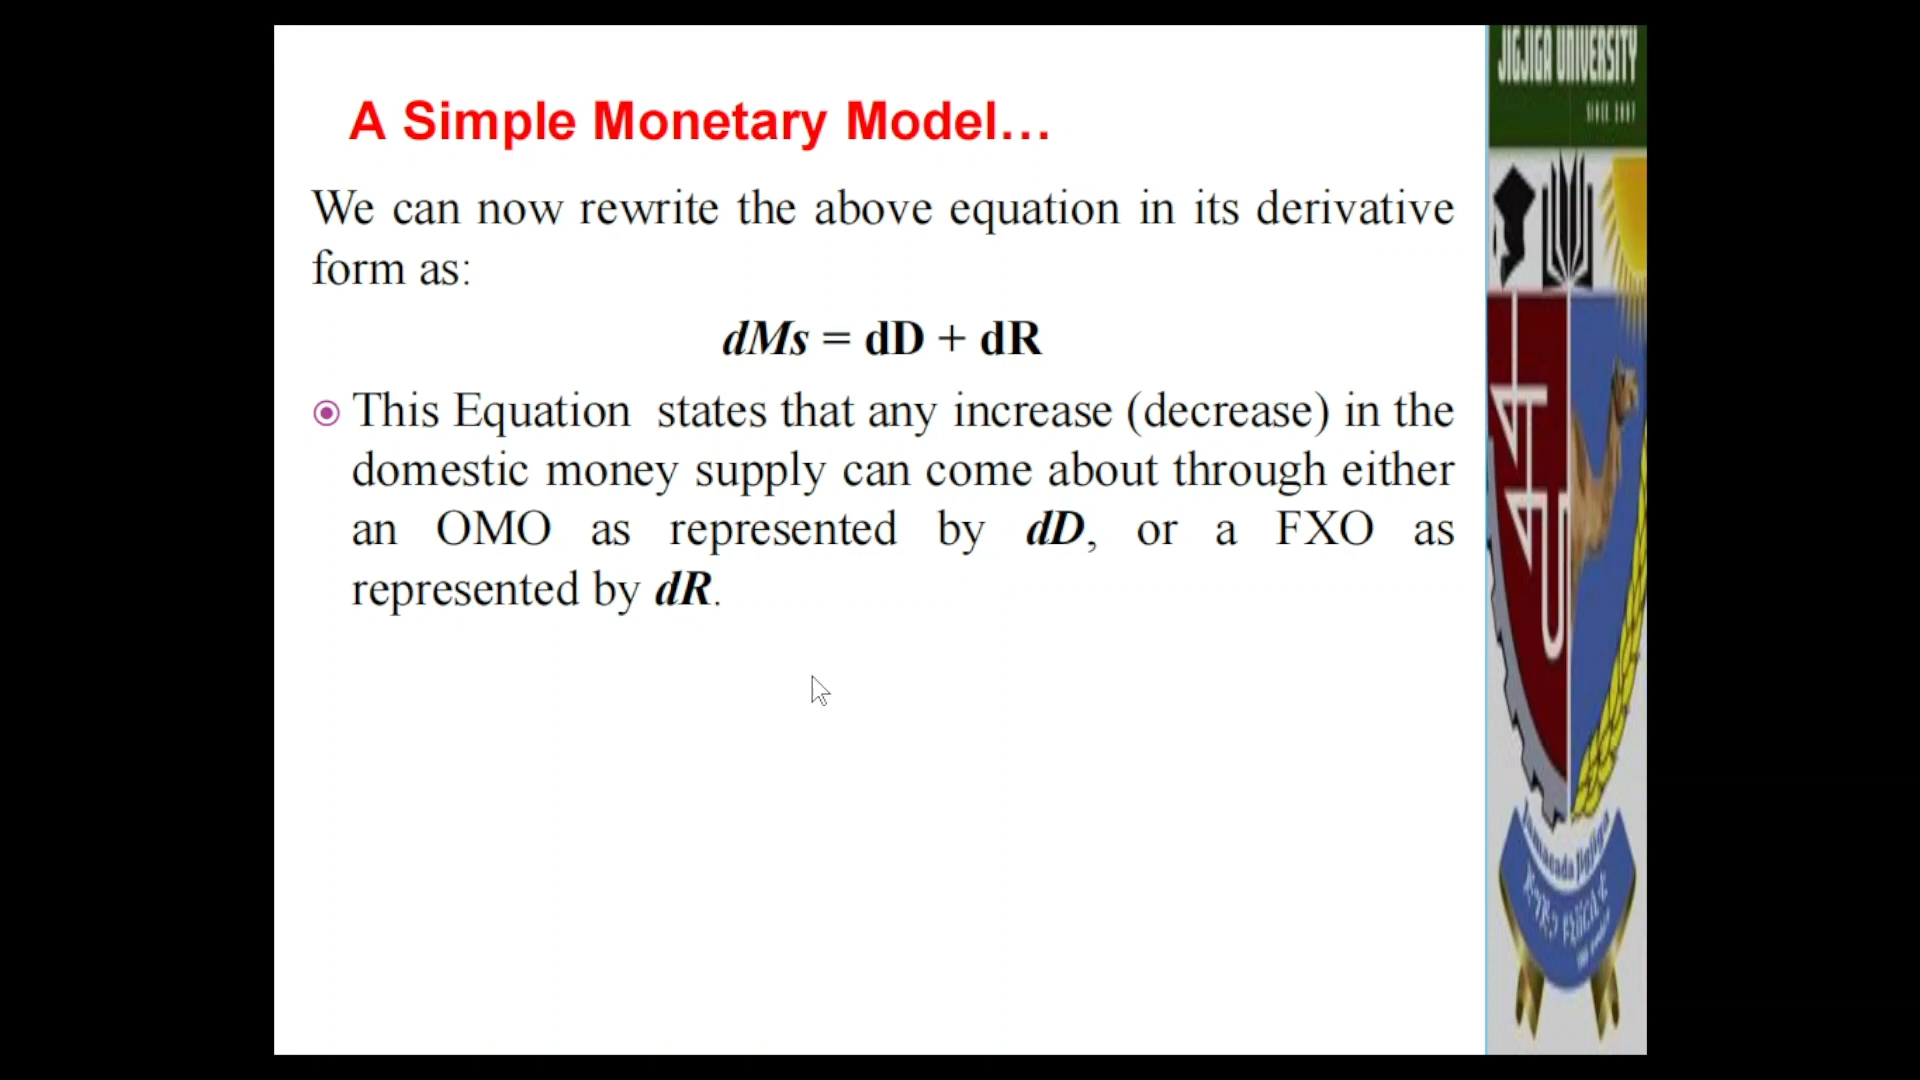 JIGJIGA UNIVERSITY
A Simple Monetary Model...
We can now rewrite the above equation in its derivative
form as:
dMs = dD + dR
This Equation states that any increase (decrease) in the
domestic money supply can come about through either
an OMO as represented by dD, or a FXO as
represented by dR.